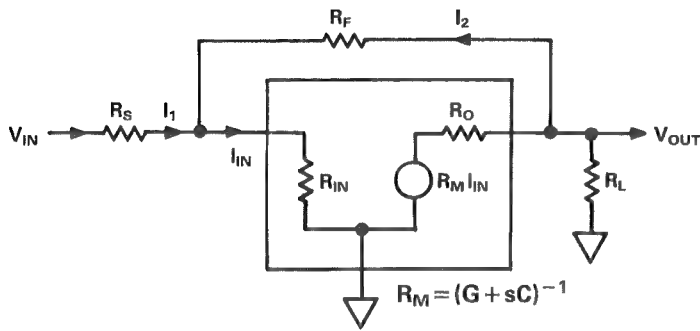 R_F
I_2
R_S
I_1
R_O
V_IN
V_OUT
I_IN
R_IN
R_M I_IN
R_L
R_M = (G + sC)^{-1}